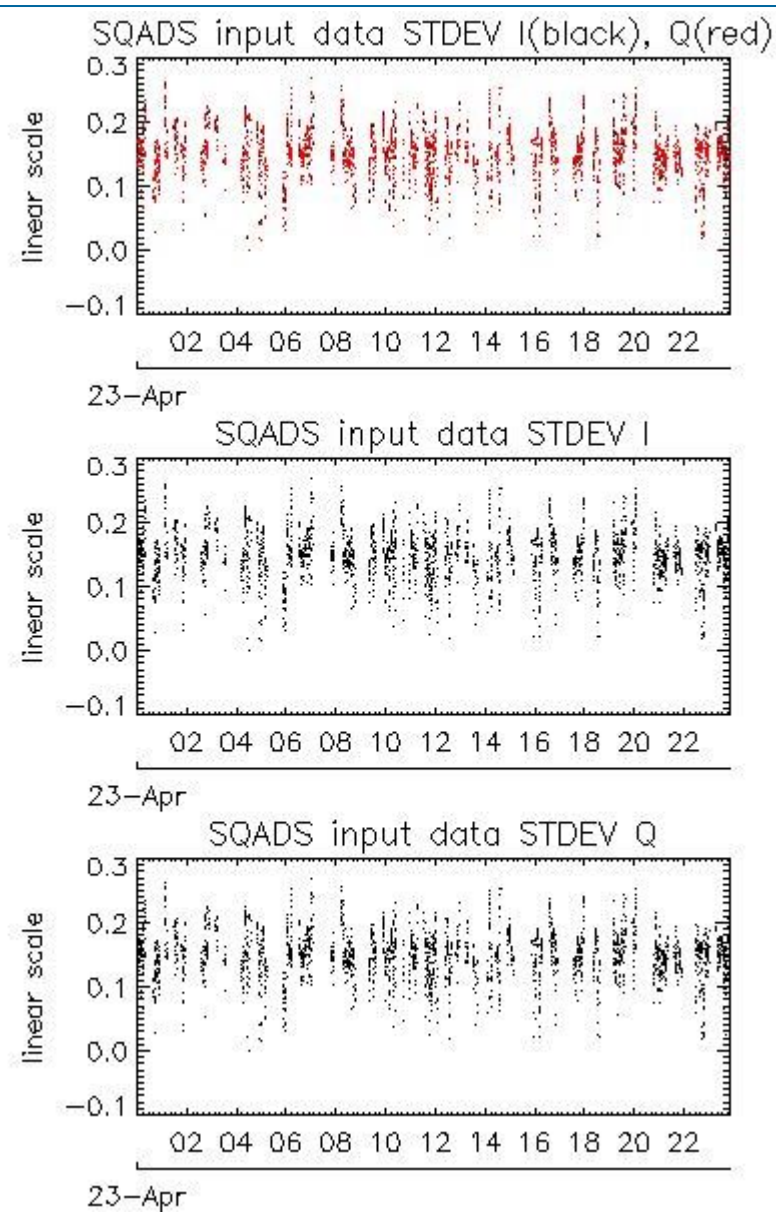 SQADS input data STDEV I(black), Q(red)
0.3
0.2
0.1
0.0
−0.1
linear scale
02 04 06 08 10 12 14 16 18 20 22
23−Apr
SQADS input data STDEV I
0.3
0.2
0.1
0.0
−0.1
linear scale
02 04 06 08 10 12 14 16 18 20 22
23−Apr
SQADS input data STDEV Q
0.3
0.2
0.1
0.0
−0.1
linear scale
02 04 06 08 10 12 14 16 18 20 22
23−Apr